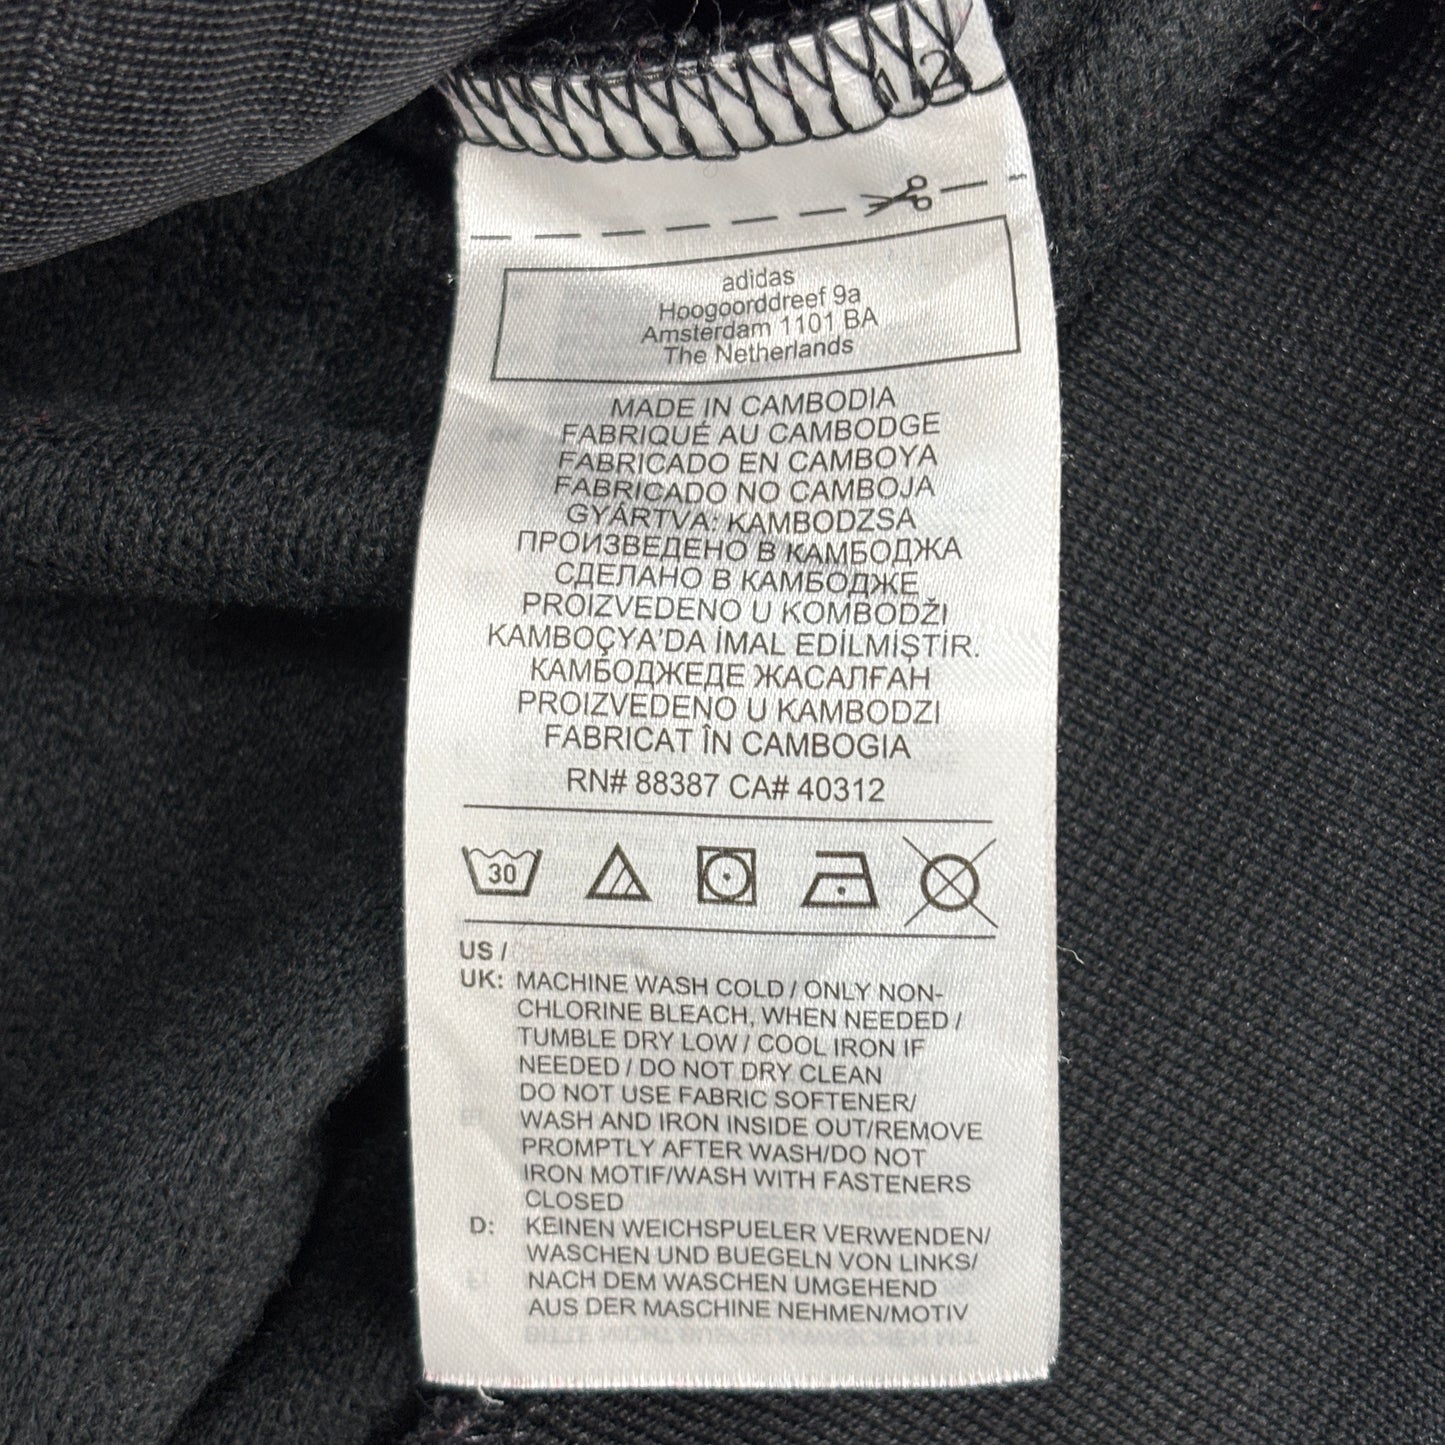 12
adidas
Hoogoorddreef 9a
Amsterdam 1101 BA
The Netherlands
MADE IN CAMBODIA
FABRIQUÉ AU CAMBODGE
FABRICADO EN CAMBOYA
FABRICADO NO CAMBOJA
GYÁRTVA: KAMBODZSA
ПРОИЗВЕДЕНО В КАМБОДЖА
СДЕЛАНО В КАМБОДЖЕ
PROIZVEDENO U KOMBODŽI
KAMBOÇYA'DA İMAL EDİLMİŞTİR.
КАМБОДЖЕДЕ ЖАСАЛҒАН
PROIZVEDENO U KAMBODZI
FABRICAT ÎN CAMBOGIA
RN# 88387 CA# 40312
30
US /
UK: MACHINE WASH COLD / ONLY NON-
CHLORINE BLEACH, WHEN NEEDED /
TUMBLE DRY LOW / COOL IRON IF
NEEDED / DO NOT DRY CLEAN
DO NOT USE FABRIC SOFTENER/
WASH AND IRON INSIDE OUT/REMOVE
PROMPTLY AFTER WASH/DO NOT
IRON MOTIF/WASH WITH FASTENERS
CLOSED
D: KEINEN WEICHSPUELER VERWENDEN/
WASCHEN UND BUEGELN VON LINKS/
NACH DEM WASCHEN UMGEHEND
AUS DER MASCHINE NEHMEN/MOTIV